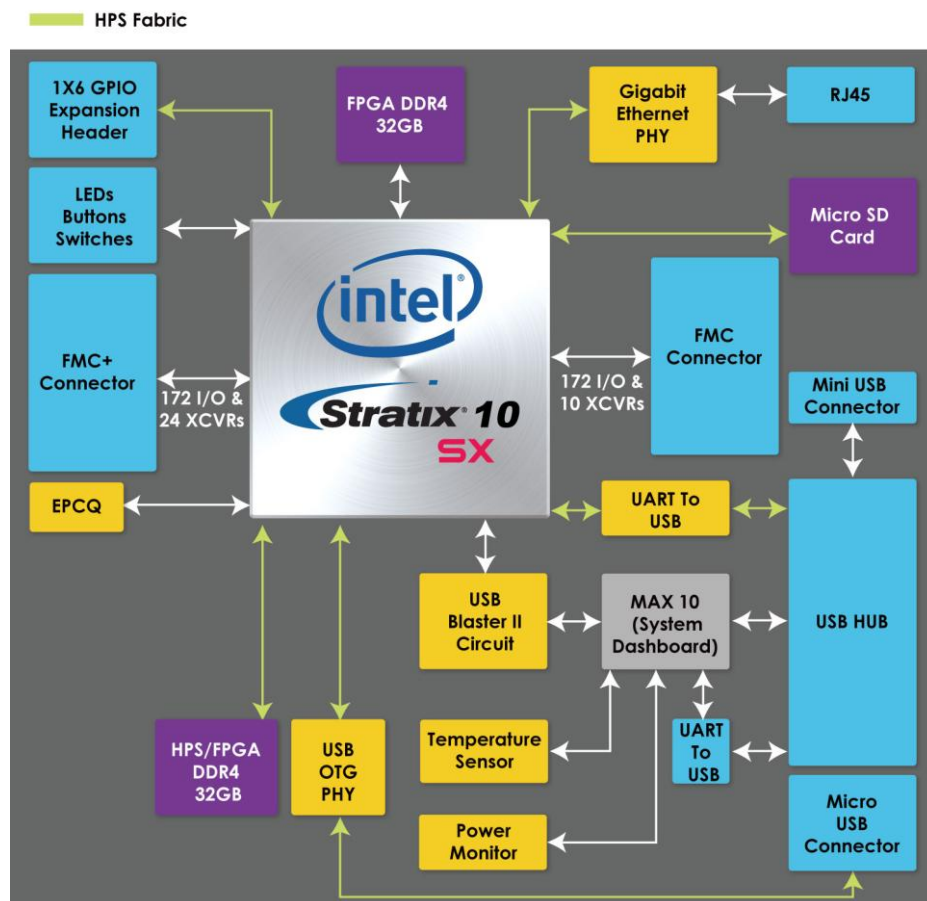 HPS Fabric
1X6 GPIO
Expansion
Header
FPGA DDR4
32GB
Gigabit
Ethernet
PHY
RJ45
LEDs
Buttons
Switches
Micro SD
Card
intel®
Stratix® 10
SX
FMC+
Connector
172 I/O &
24 XCVRs
172 I/O &
10 XCVRs
FMC
Connector
Mini USB
Connector
EPCQ
UART To
USB
USB
Blaster II
Circuit
MAX 10
(System
Dashboard)
USB HUB
HPS/FPGA
DDR4
32GB
USB
OTG
PHY
Temperature
Sensor
UART
To
USB
Power
Monitor
Micro
USB
Connector